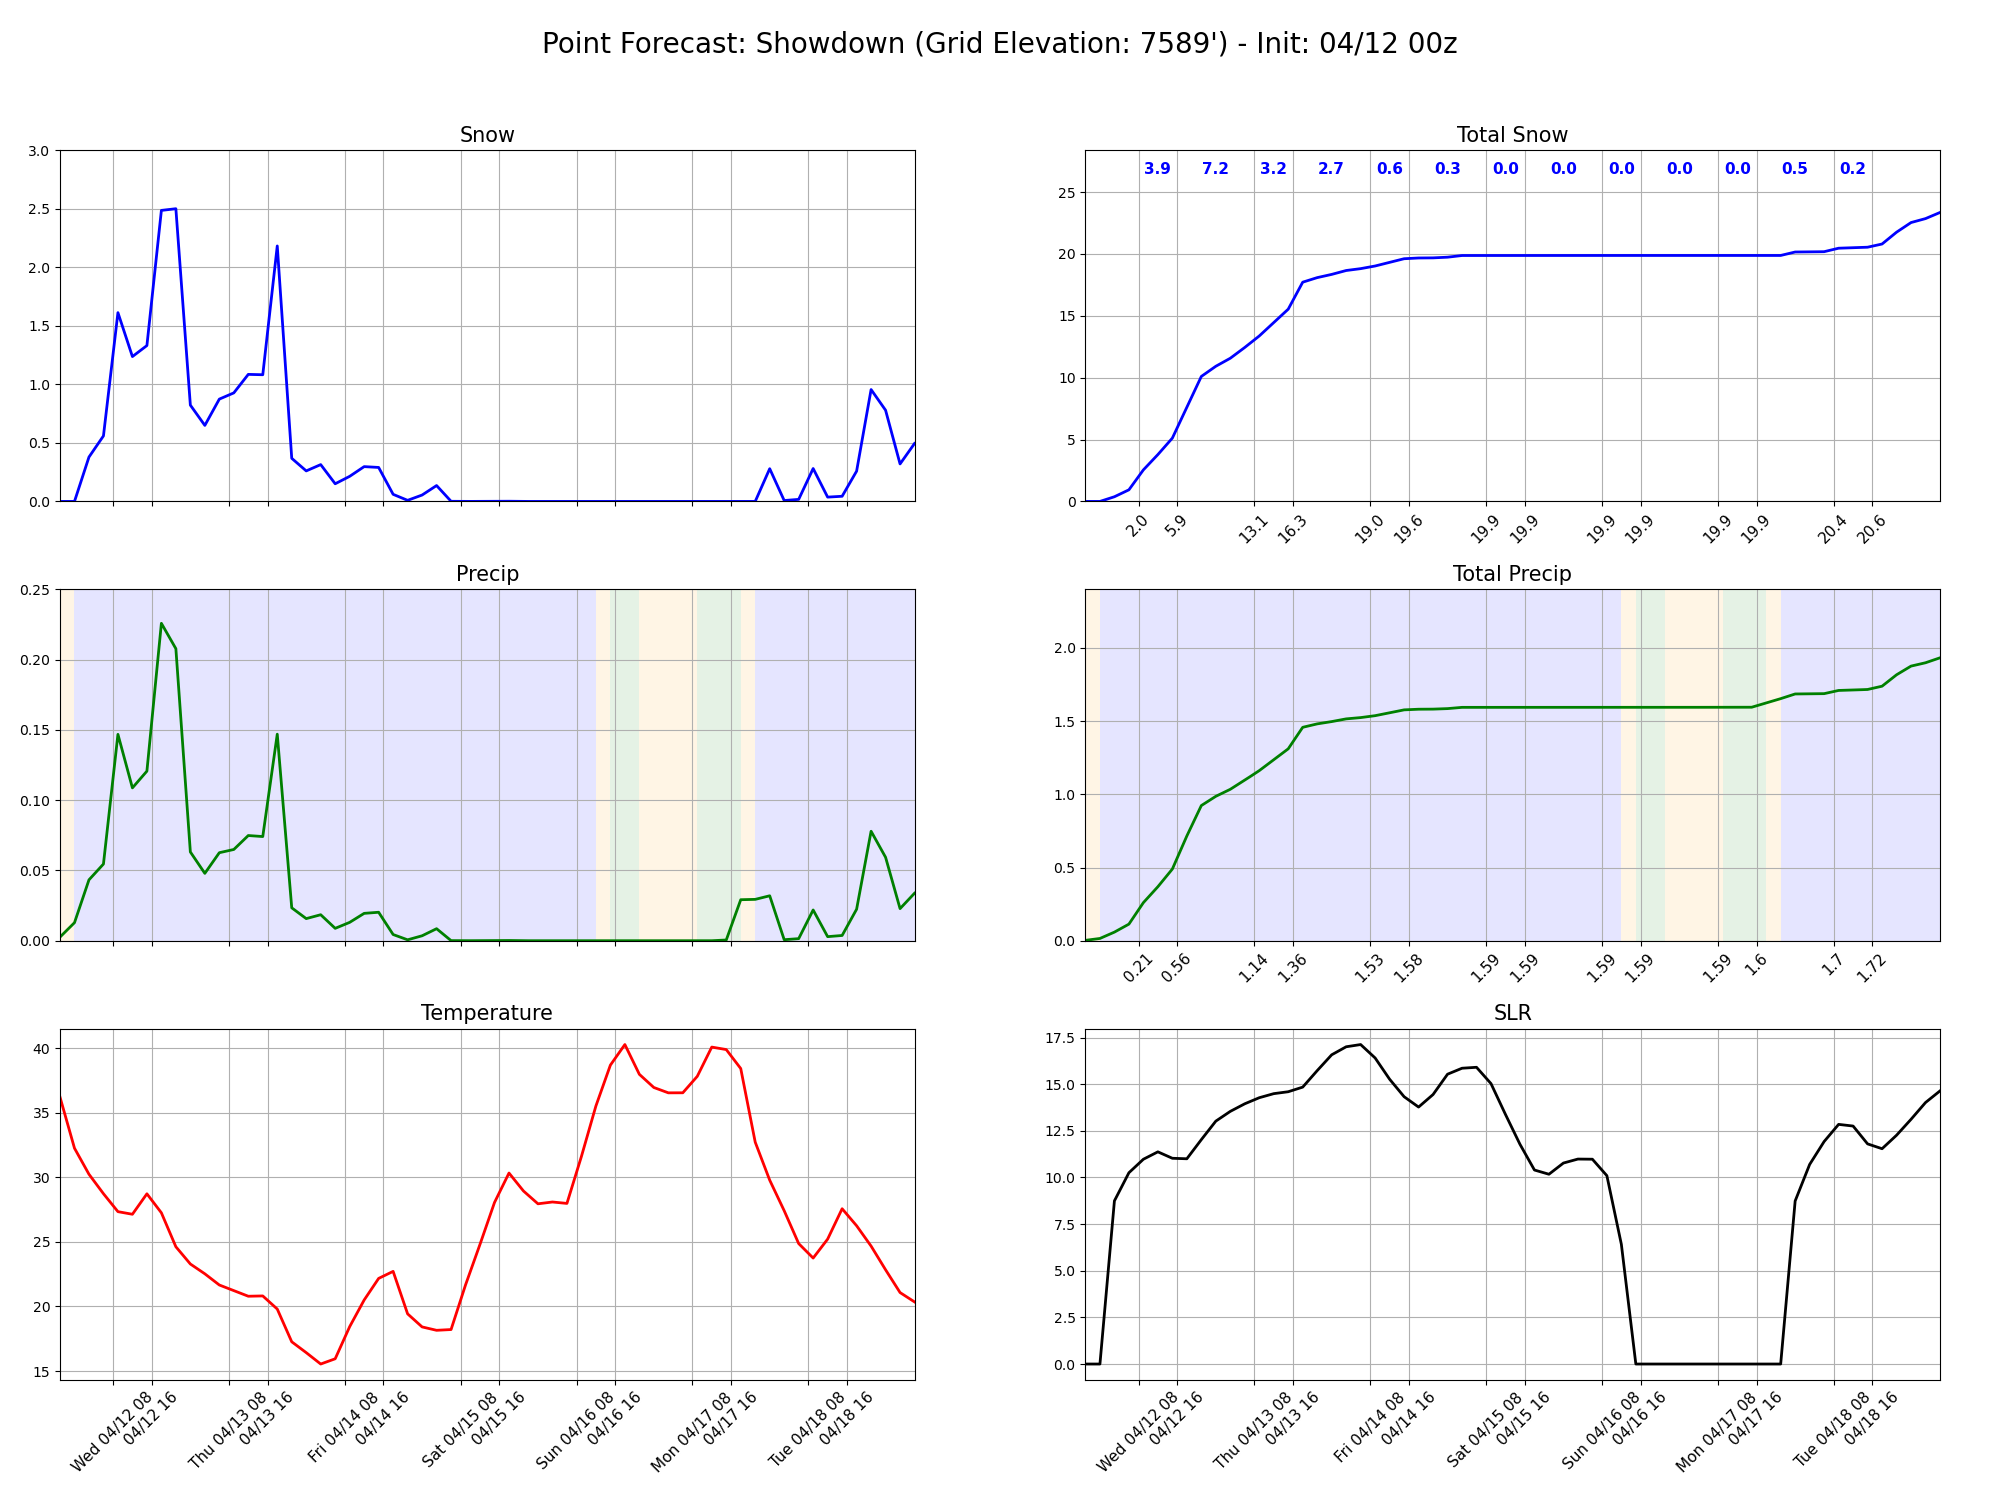 Point Forecast: Showdown (Grid Elevation: 7589') - Init: 04/12 00z
Snow
3.0
2.5
2.0
1.5
1.0
0.5
0.0
Total Snow
3.9 7.2 3.2 2.7 0.6 0.3 0.0 0.0 0.0 0.0 0.0 0.5 0.2
25
20
15
10
5
0
2.0 5.9 13.1 16.3 19.0 19.6 19.9 19.9 19.9 19.9 19.9 19.9 20.4 20.6
Precip
0.25
0.20
0.15
0.10
0.05
0.00
Total Precip
2.0
1.5
1.0
0.5
0.0
0.21 0.56 1.14 1.36 1.53 1.58 1.59 1.59 1.59 1.59 1.59 1.6 1.7 1.72
Temperature
40
35
30
25
20
15
Wed 04/12 08
04/12 16
Thu 04/13 08
04/13 16
Fri 04/14 08
04/14 16
Sat 04/15 08
04/15 16
Sun 04/16 08
04/16 16
Mon 04/17 08
04/17 16
Tue 04/18 08
04/18 16
SLR
17.5
15.0
12.5
10.0
7.5
5.0
2.5
0.0
Wed 04/12 08
04/12 16
Thu 04/13 08
04/13 16
Fri 04/14 08
04/14 16
Sat 04/15 08
04/15 16
Sun 04/16 08
04/16 16
Mon 04/17 08
04/17 16
Tue 04/18 08
04/18 16